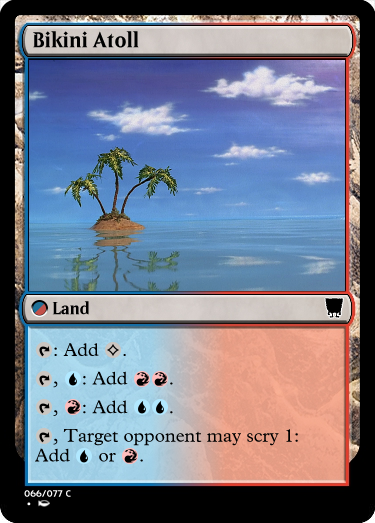 Bikini Atoll
Land
: Add .
, : Add .
, : Add .
, Target opponent may scry 1:
Add or .
066/077 C